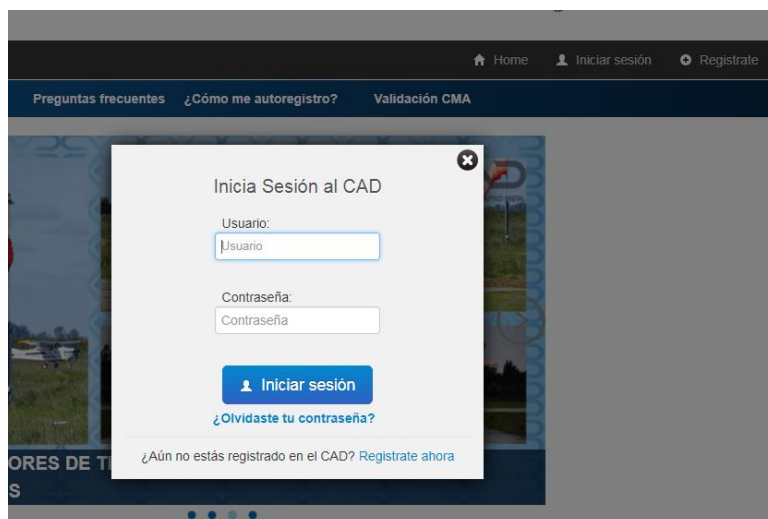 Home Iniciar sesión Registrate
Preguntas frecuentes ¿Cómo me autoregistro? Validación CMA
Inicia Sesión al CAD
Usuario:
Usuario
Contraseña:
Contraseña
Iniciar sesión
¿Olvidaste tu contraseña?
¿Aún no estás registrado en el CAD? Registrate ahora
ORES DE T
S